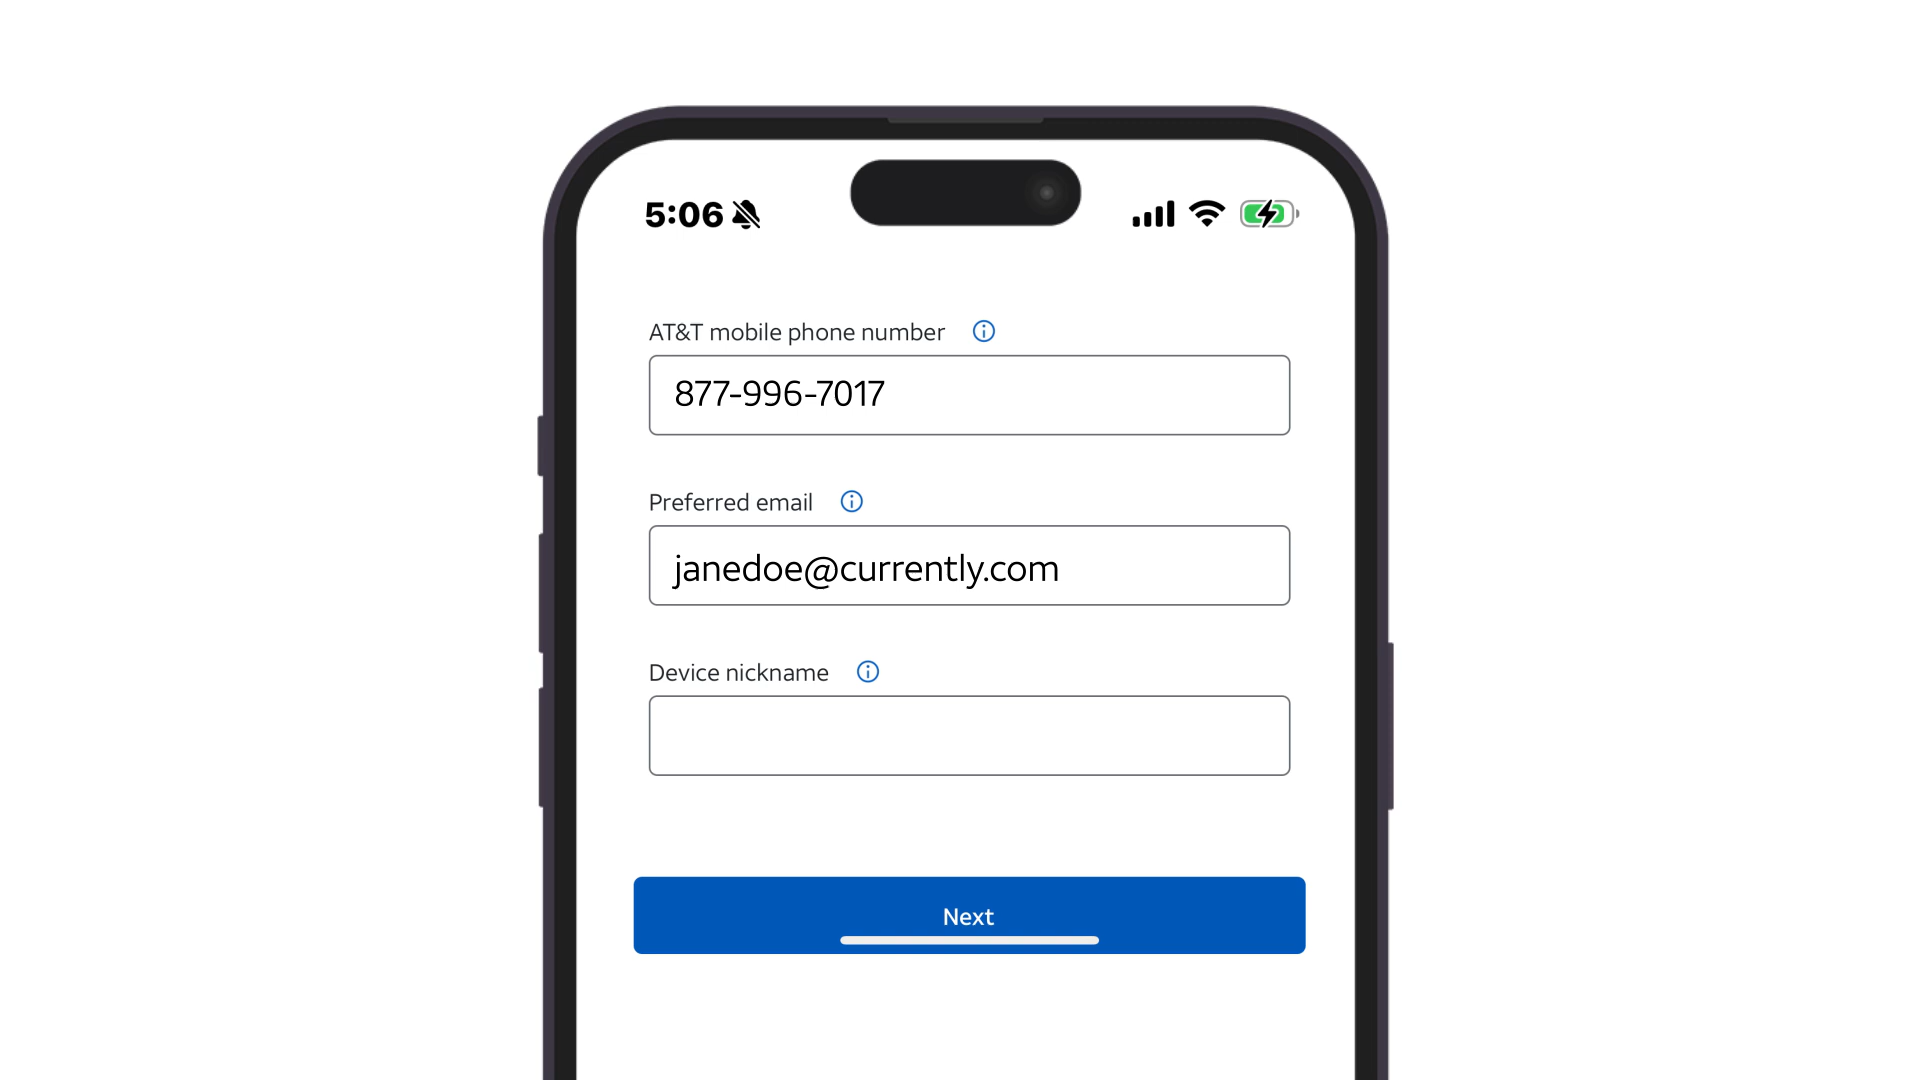 5:06
AT&T mobile phone number
877-996-7017
Preferred email
janedoe@currently.com
Device nickname
Next